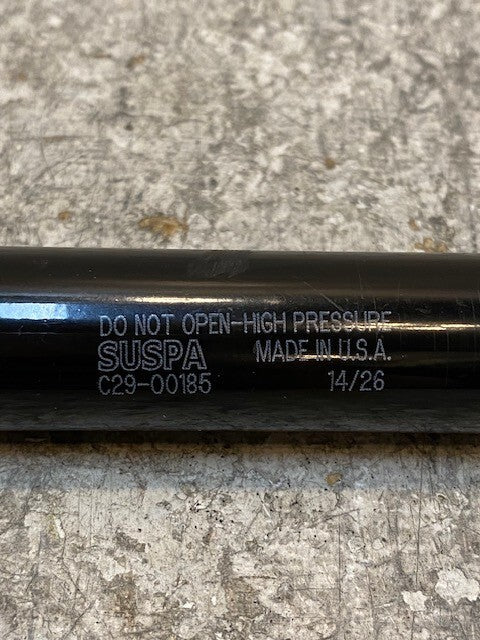 DO NOT OPEN-HIGH PRESSURE
SUSPA MADE IN U.S.A.
C29-00185 14/26